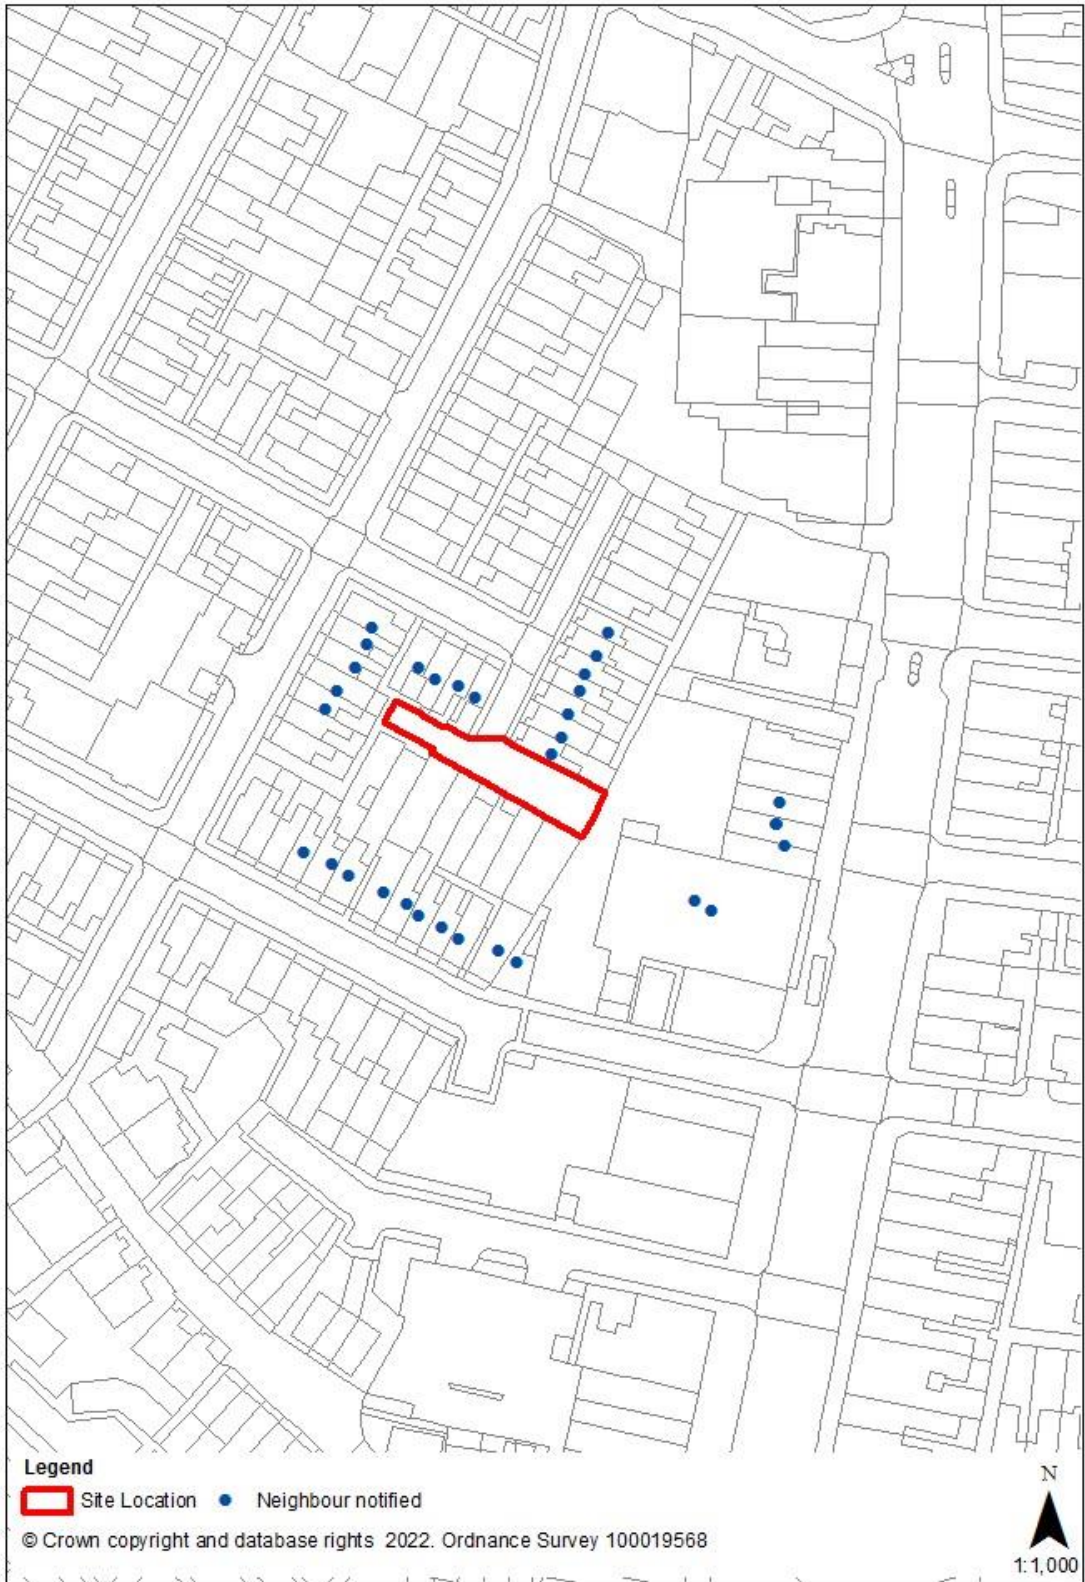 Legend
Site Location Neighbour notified
© Crown copyright and database rights 2022. Ordnance Survey 100019568
N
1:1,000